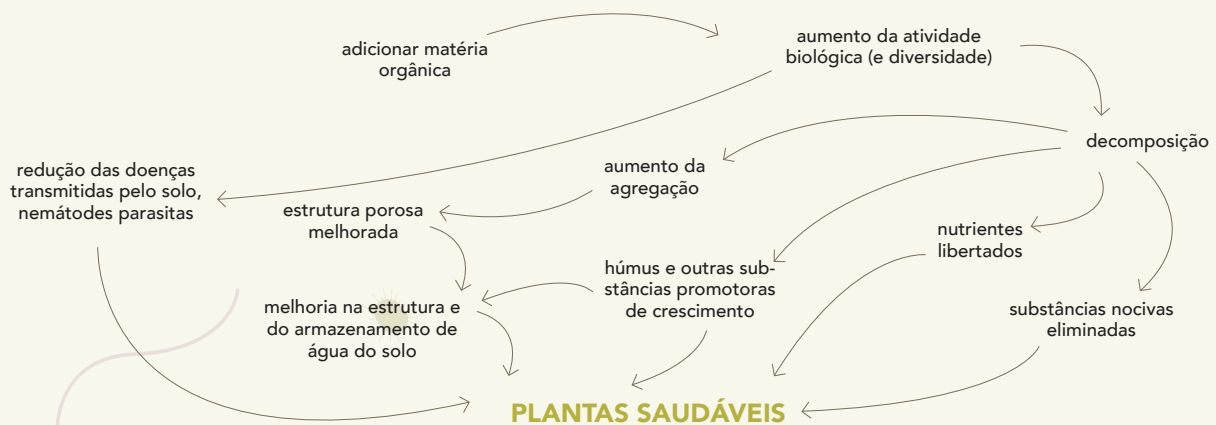 adicionar matéria
orgânica
aumento da atividade
biológica (e diversidade)
decomposição
redução das doenças
transmitidas pelo solo,
nemátodes parasitas
aumento da
agregação
estrutura porosa
melhorada
nutrientes
libertados
húmus e outras sub-
stâncias promotoras
de crescimento
melhoria na estrutura e
do armazenamento de
água do solo
substâncias nocivas
eliminadas
PLANTAS SAUDÁVEIS